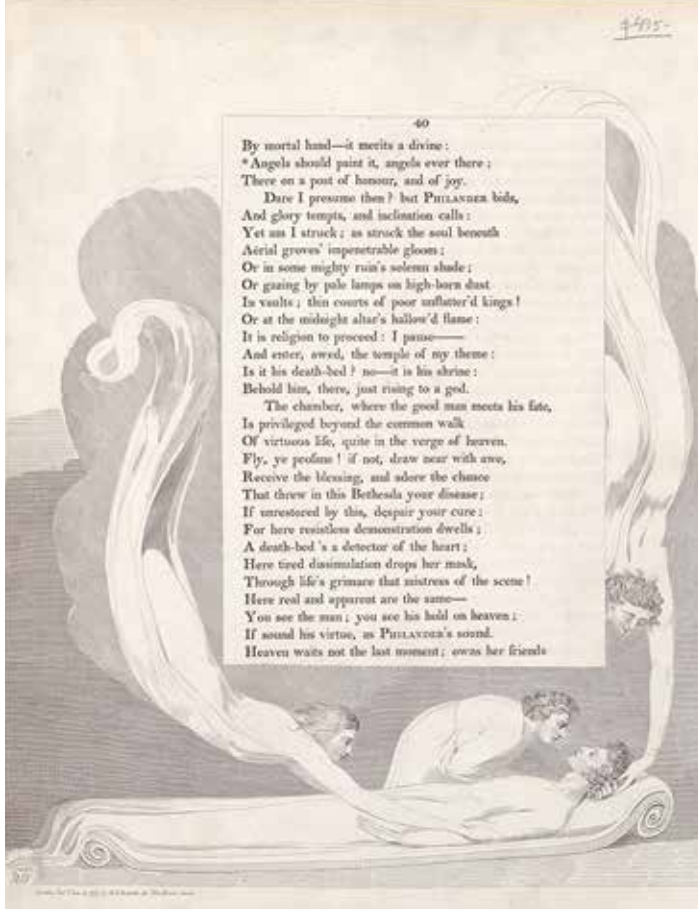 40
By mortal hand—it merits a divine:
*Angels should paint it, angels ever there;
There on a post of honour, and of joy.
Dare I presume then? but PHILANDER bids,
And glory tempts, and inclination calls:
Yet am I struck; as struck the soul beneath
Aërial groves' impenetrable gloom;
Or in some mighty ruin's solemn shade;
Or gazing by pale lamps on high-born dust
In vaults; thin courts of poor unflatter'd kings!
Or at the midnight altar's hallow'd flame:
It is religion to proceed: I pause——
And enter, awed, the temple of my theme:
Is it his death-bed? no—it is his shrine:
Behold him, there, just rising to a god.
The chamber, where the good man meets his fate,
Is privileged beyond the common walk
Of virtuous life, quite in the verge of heaven.
Fly, ye profane! if not, draw near with awe,
Receive the blessing, and adore the chance
That threw in this Bethesda your disease;
If unrestored by this, despair your cure:
For here resistless demonstration dwells;
A death-bed 's a detector of the heart;
Here tired dissimulation drops her mask,
Through life's grimace that mistress of the scene!
Here real and apparent are the same—
You see the man; you see his hold on heaven;
If sound his virtue, as PHILANDER's sound.
Heaven waits not the last moment; owns her friends